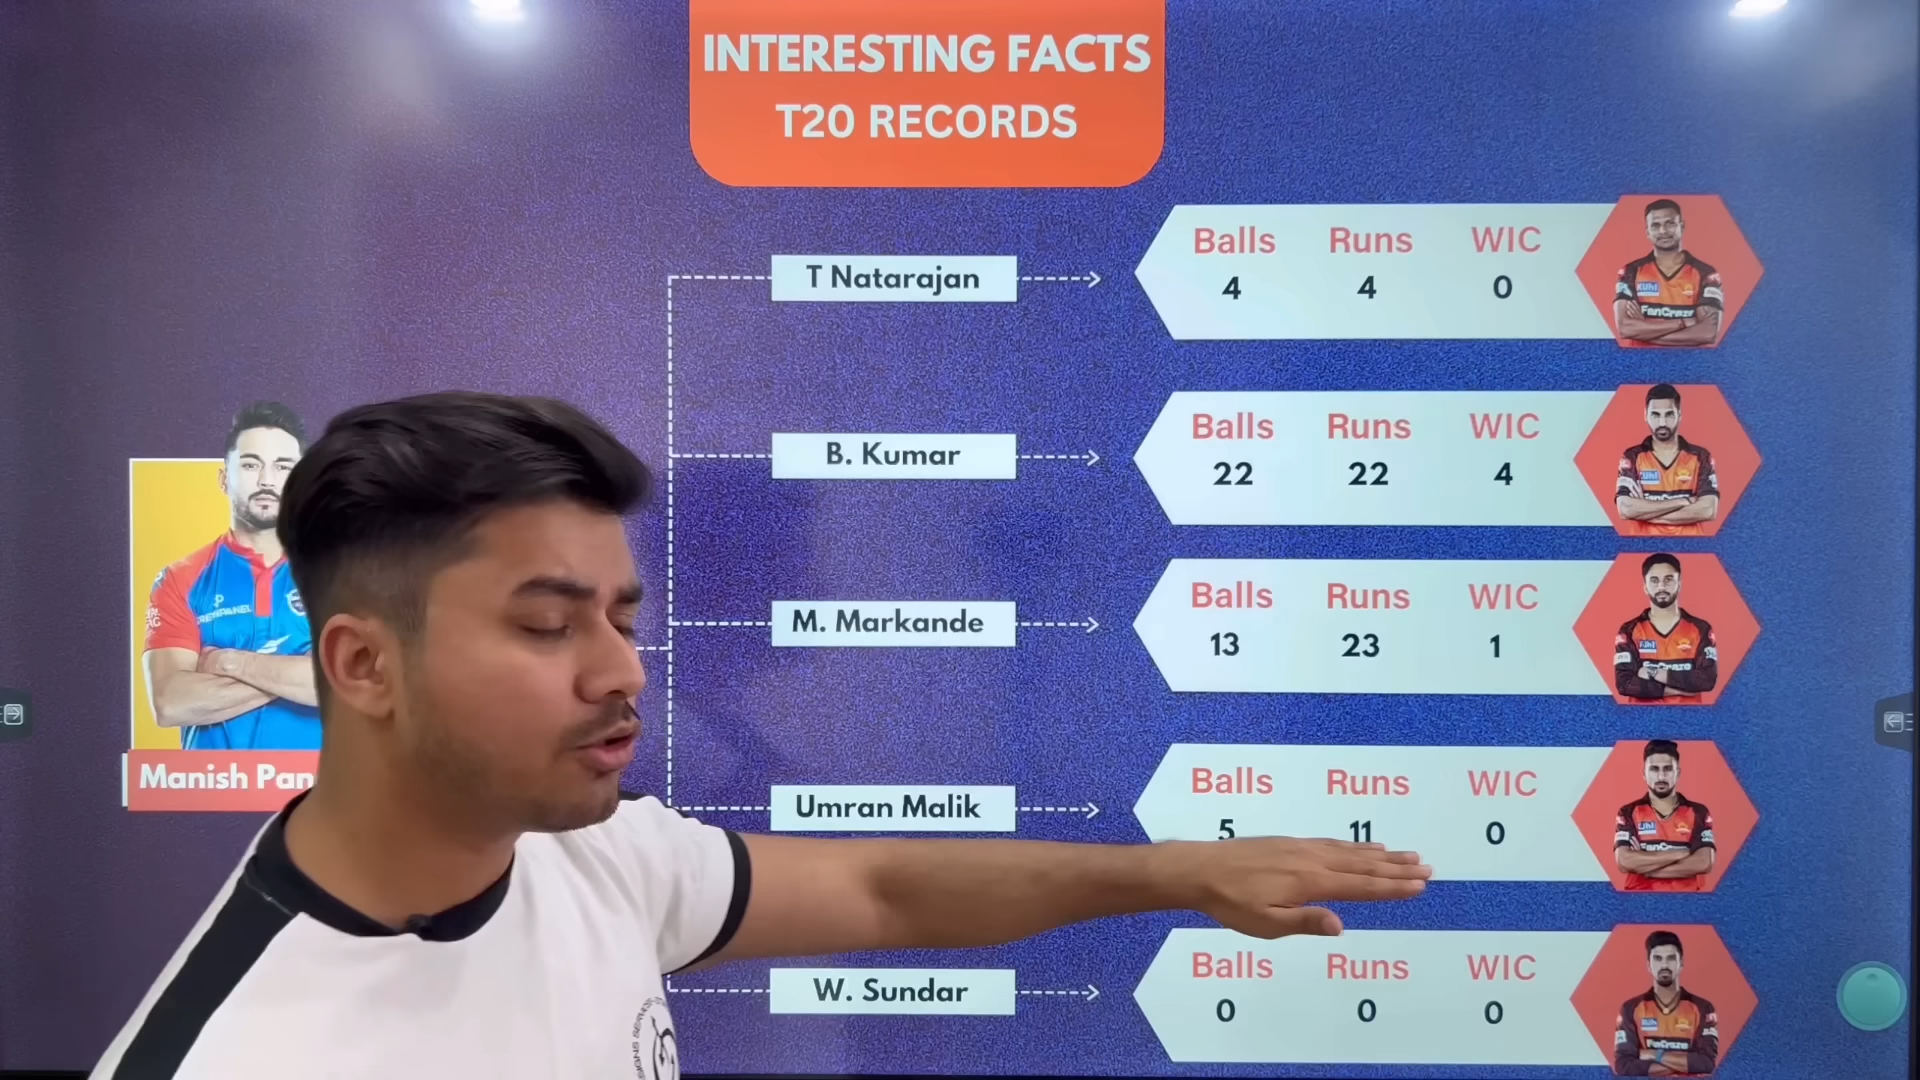 INTERESTING FACTS
T20 RECORDS
T Natarajan
Balls Runs WIC
4 4 0
B. Kumar
Balls Runs WIC
22 22 4
M. Markande
Balls Runs WIC
13 23 1
Manish Pan
Umran Malik
Balls Runs WIC
5 11 0
W. Sundar
Balls Runs WIC
0 0 0